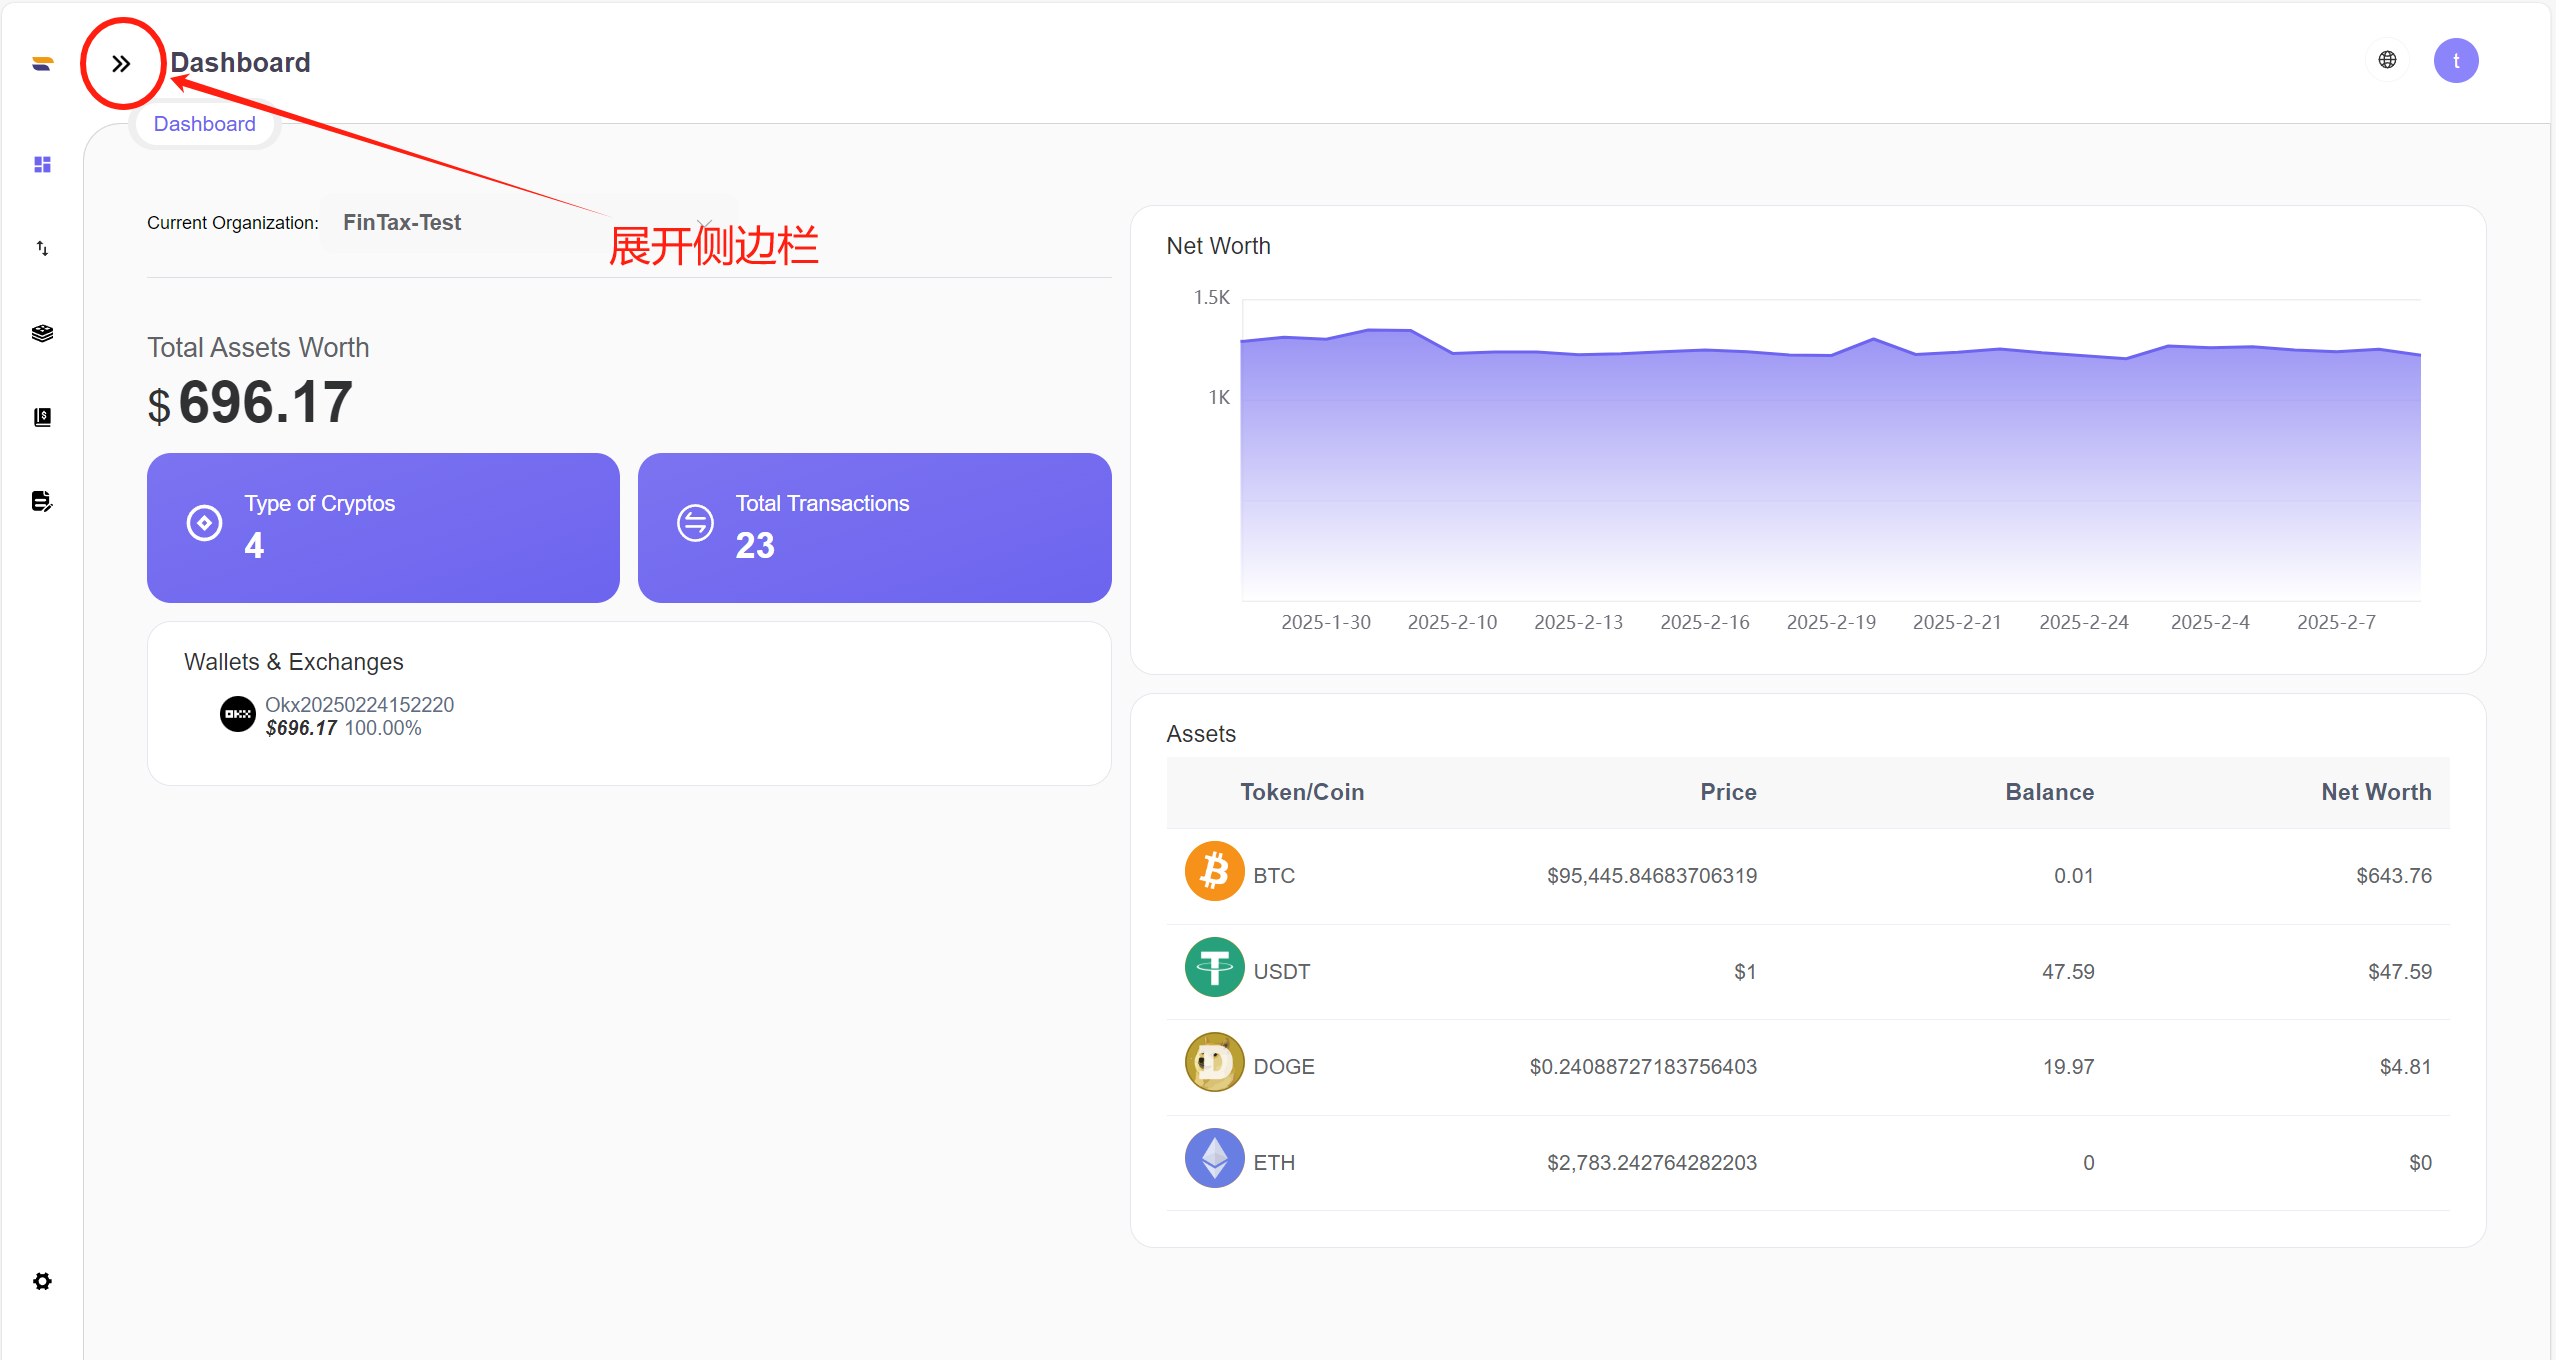 Dashboard
t
Dashboard
Current Organization: FinTax-Test
展开侧边栏
Total Assets Worth
$ 696.17
Type of Cryptos
4
Total Transactions
23
Wallets & Exchanges
OKX
Okx20250224152220
$696.17 100.00%
Net Worth
1.5K
1K
2025-1-30 2025-2-10 2025-2-13 2025-2-16 2025-2-19 2025-2-21 2025-2-24 2025-2-4 2025-2-7
Assets
Token/Coin Price Balance Net Worth
BTC $95,445.84683706319 0.01 $643.76
USDT $1 47.59 $47.59
DOGE $0.24088727183756403 19.97 $4.81
ETH $2,783.242764282203 0 $0